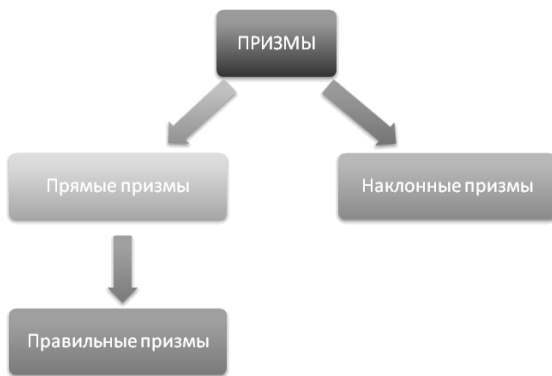 ПРИЗМЫ
Прямые призмы
Наклонные призмы
Правильные призмы